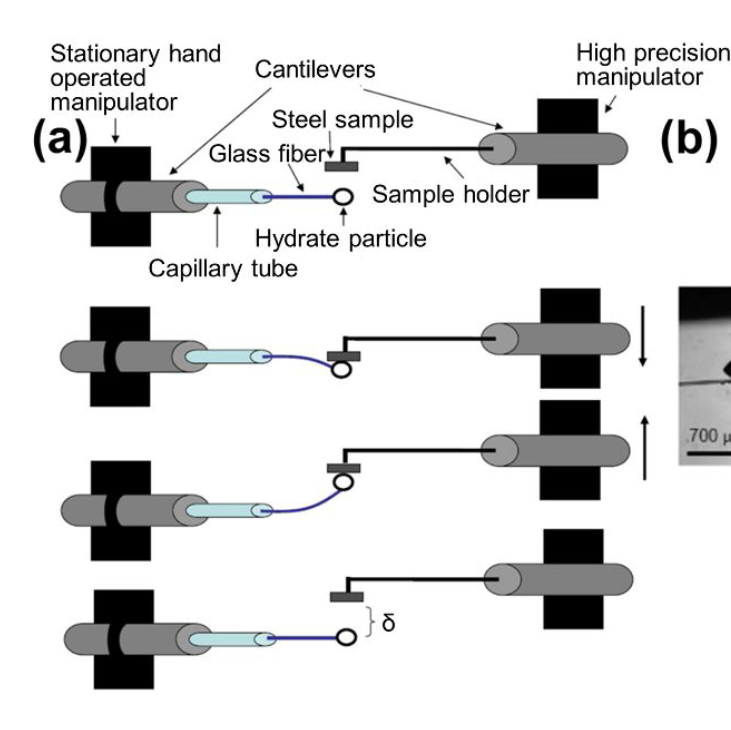 Stationary hand
operated
manipulator
Cantilevers
High precision
manipulator
(a)
Steel sample
(b)
Glass fiber
Sample holder
Hydrate particle
Capillary tube
700 μ
δ